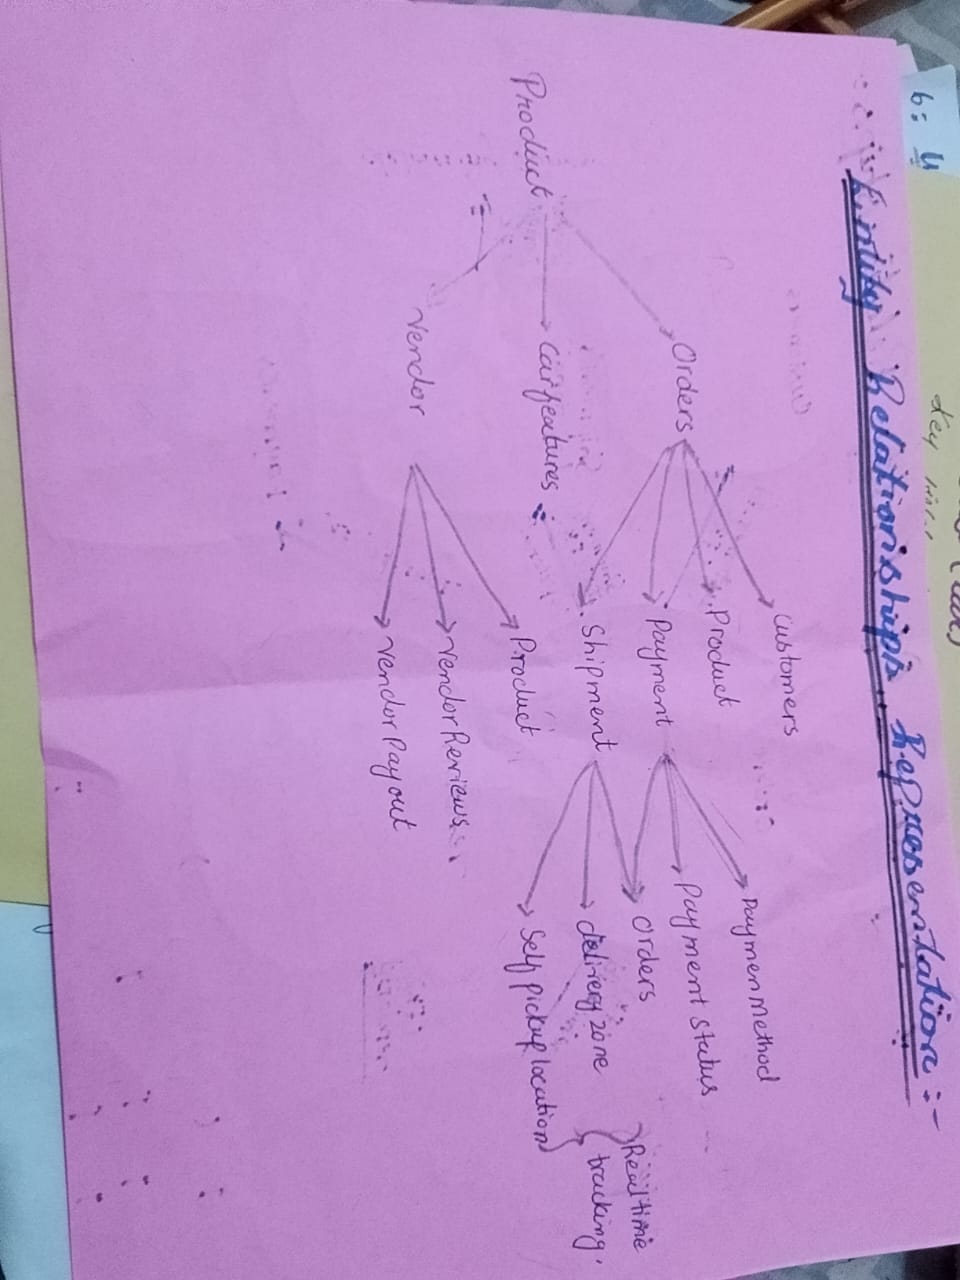 Entity Relationships Representation :-
Customers
Paymen Method
Orders
Product
Payment
Payment status
Product
car features
Shipment
Orders
delivery zone
Self pickup location
Real time
tracking.
Vendor
Product
Vendor Reviews
Vendor Payout
6:
key